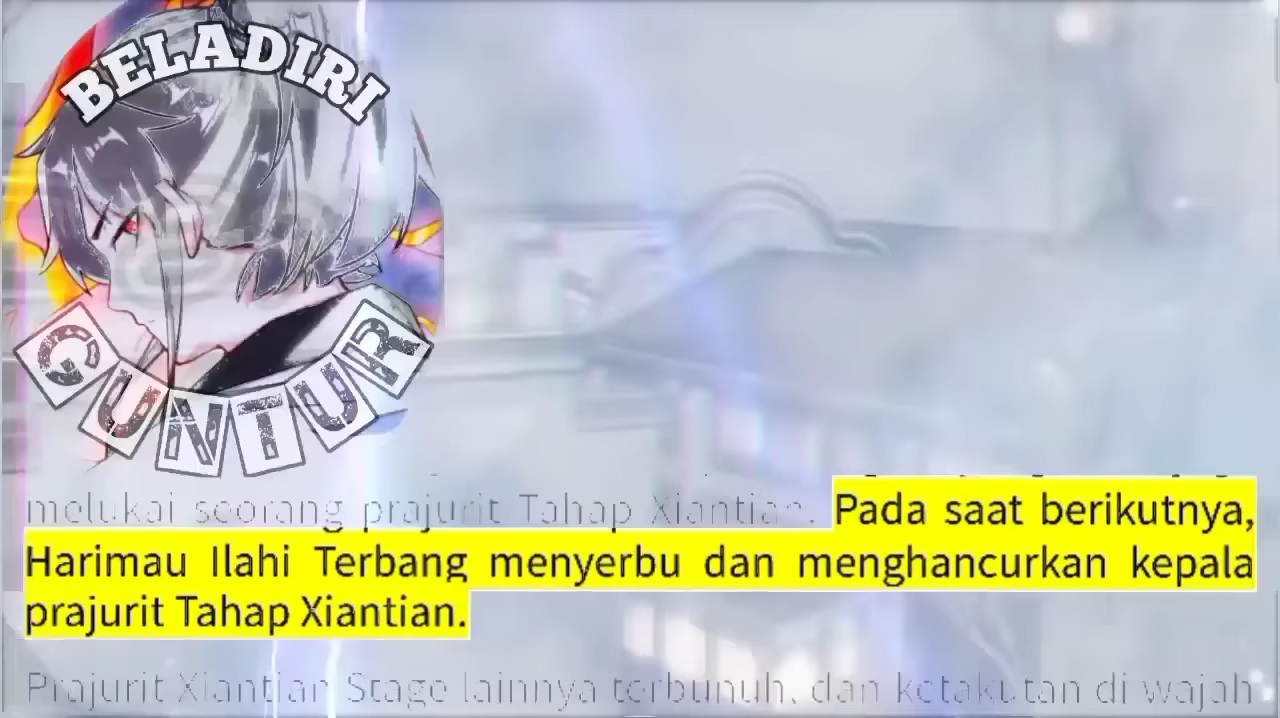 BELADIRI
GUNTUR
melukai seorang prajurit Tahap Xiantian. Pada saat berikutnya,
Harimau Ilahi Terbang menyerbu dan menghancurkan kepala
prajurit Tahap Xiantian.
Prajurit Xiantian Stage lainnya terbunuh, dan ketakutan di wajah